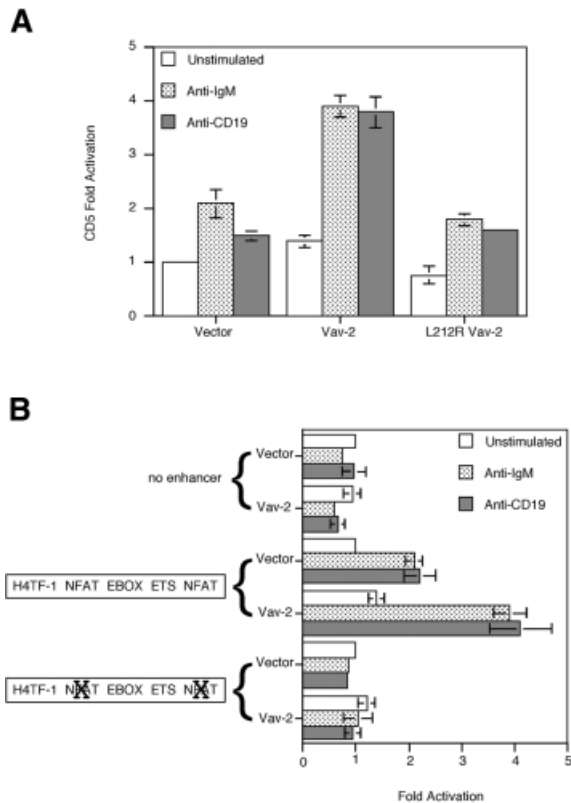 A
5
4
3
2
1
0
CD5 Fold Activation
Unstimulated
Anti-IgM
Anti-CD19
Vector
Vav-2
L212R Vav-2
B
no enhancer
Vector
Vav-2
H4TF-1 NFAT EBOX ETS NFAT
Vector
Vav-2
H4TF-1 NFAT EBOX ETS NFAT
Vector
Vav-2
Unstimulated
Anti-IgM
Anti-CD19
0 1 2 3 4 5
Fold Activation